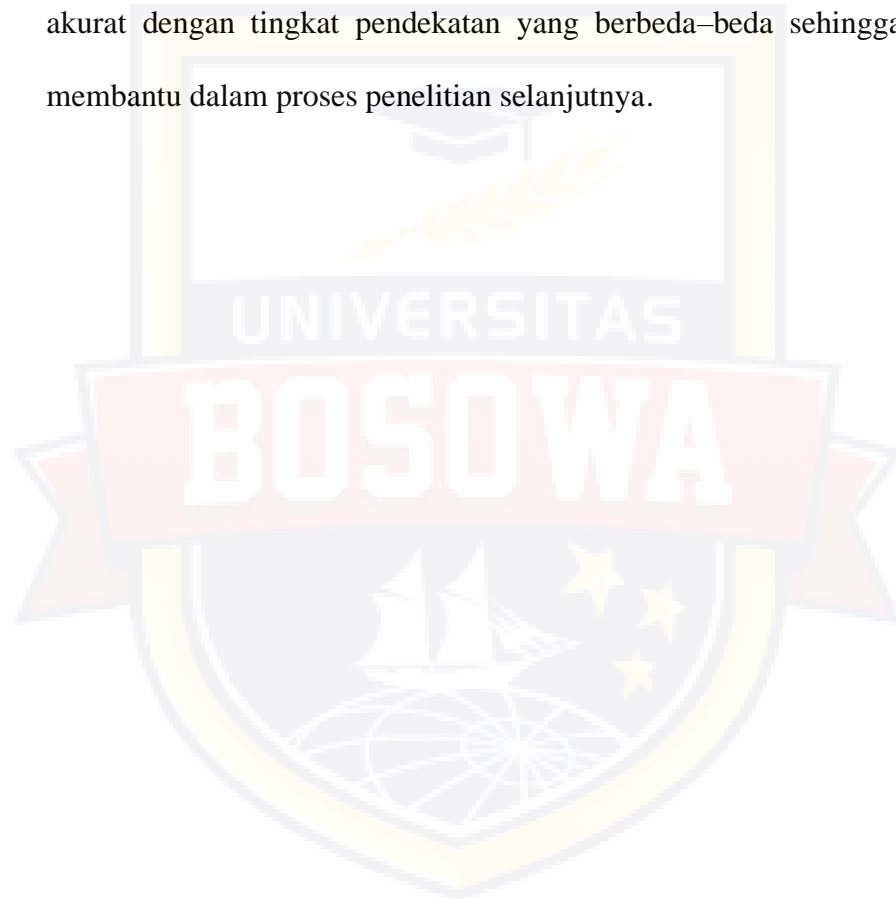 akurat dengan tingkat pendekatan yang berbeda–beda sehingga
membantu dalam proses penelitian selanjutnya.
UNIVERSITAS
BOSOWA